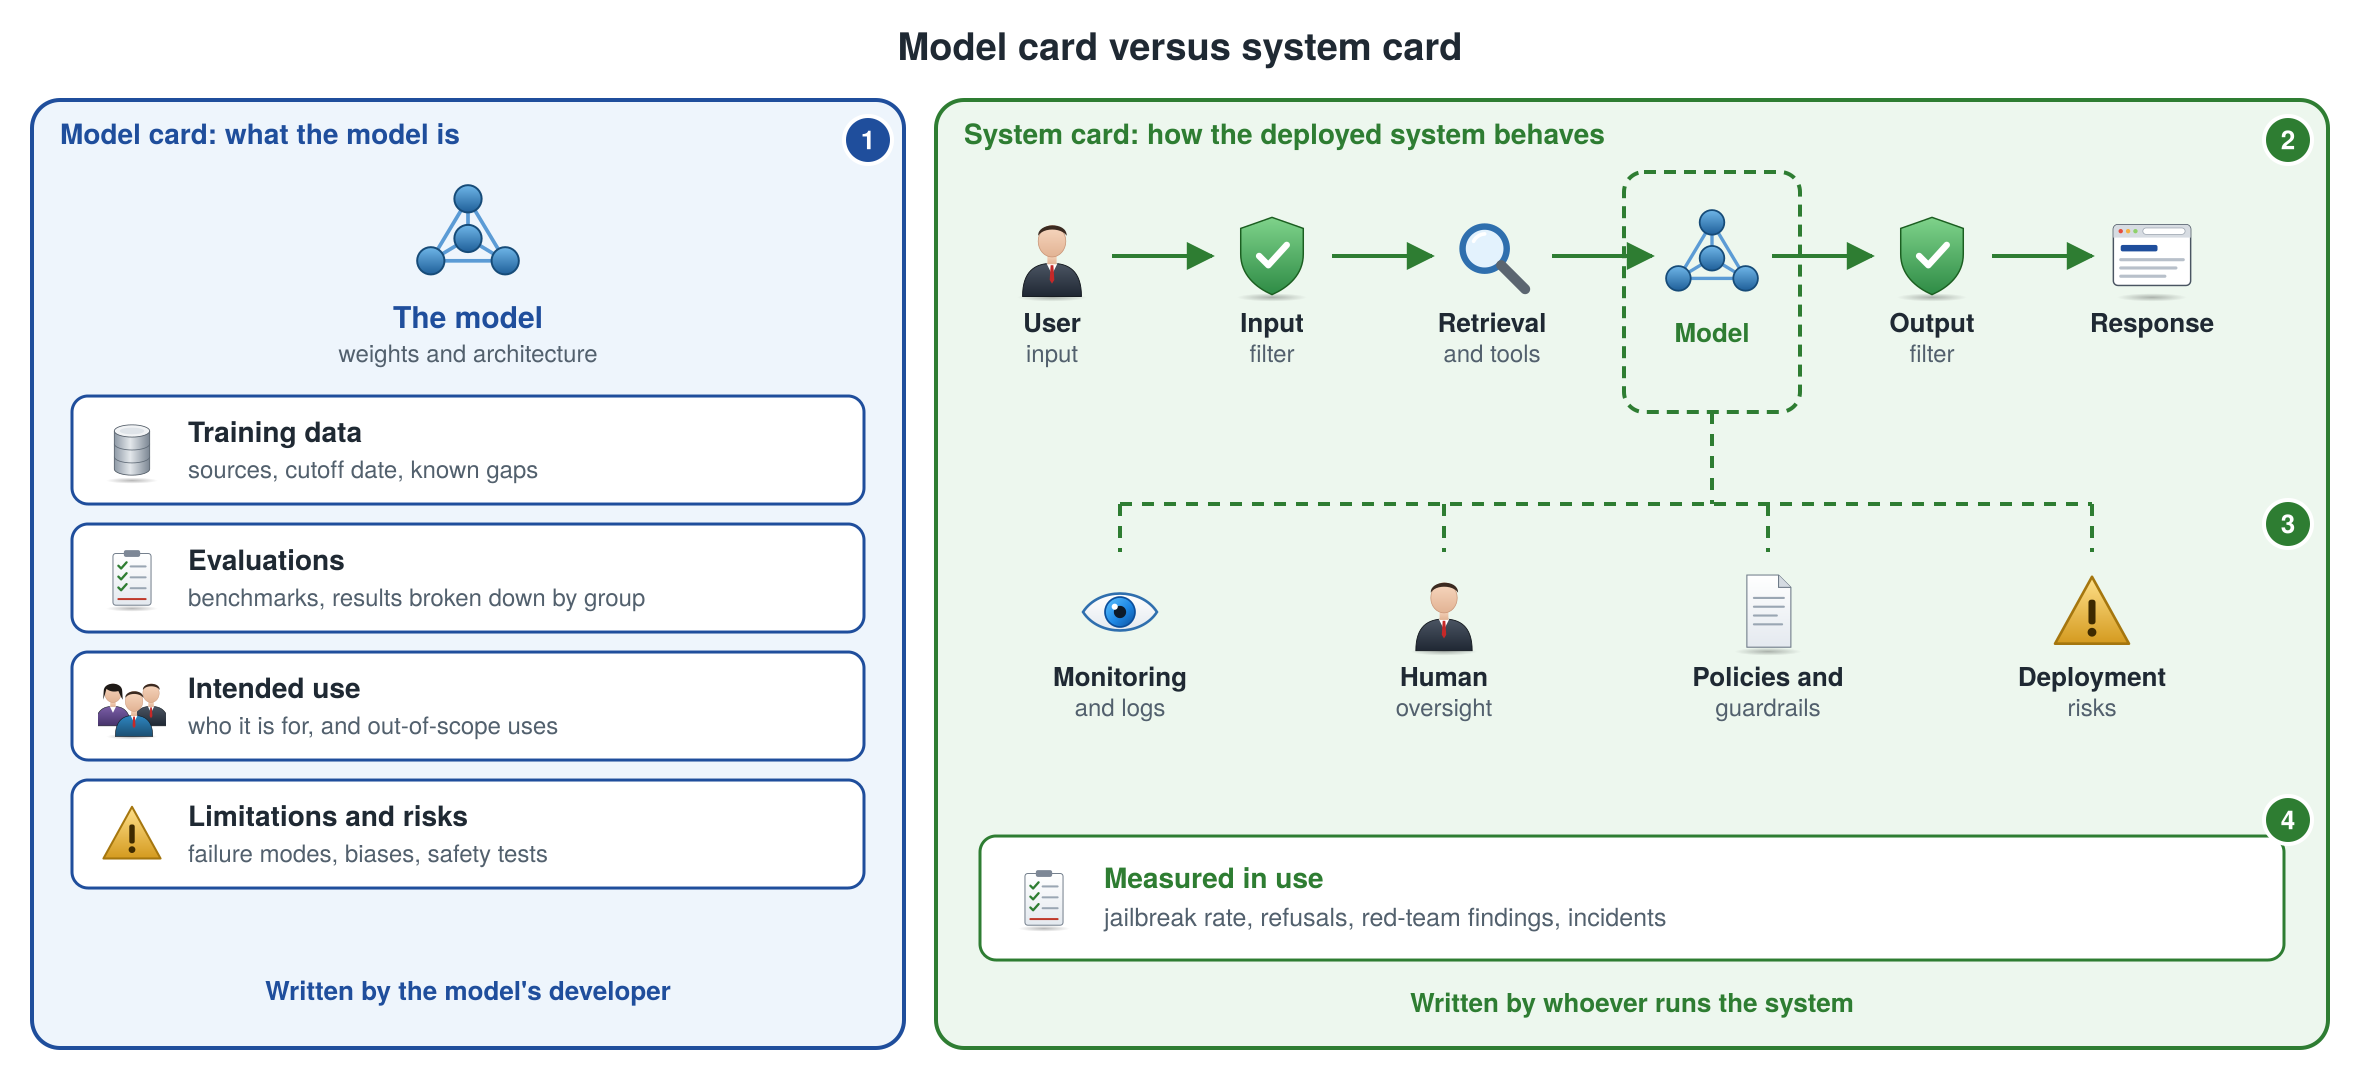 Model card versus system card
Model card: what the model is
1
The model
weights and architecture
Training data
sources, cutoff date, known gaps
Evaluations
benchmarks, results broken down by group
Intended use
who it is for, and out-of-scope uses
Limitations and risks
failure modes, biases, safety tests
Written by the model's developer
System card: how the deployed system behaves
2
User
input
Input
filter
Retrieval
and tools
Model
Output
filter
Response
3
Monitoring
and logs
Human
oversight
Policies and
guardrails
Deployment
risks
4
Measured in use
jailbreak rate, refusals, red-team findings, incidents
Written by whoever runs the system